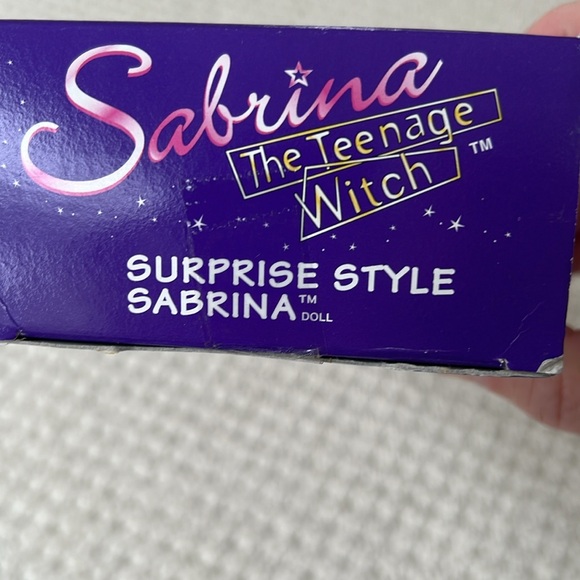 Sabrina
The Teenage
Witch™
SURPRISE STYLE
SABRINA™ DOLL